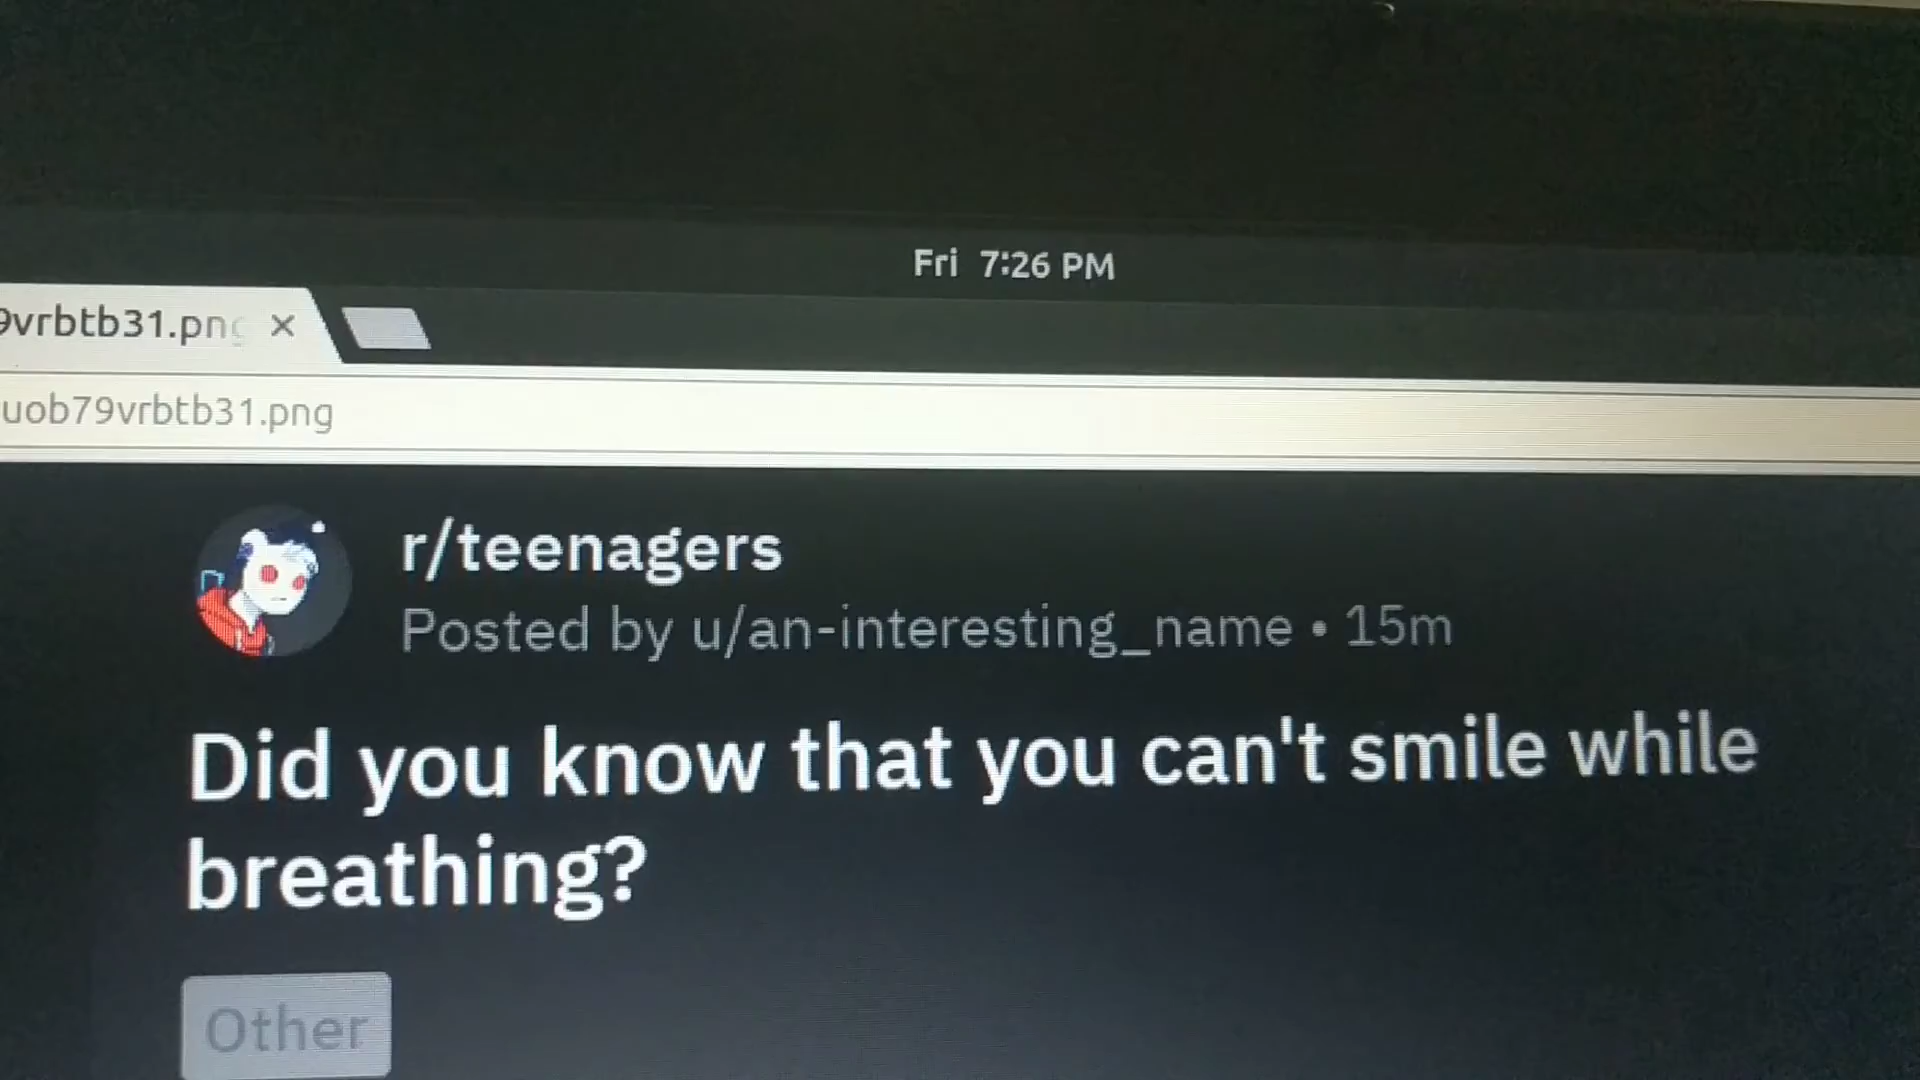 Fri 7:26 PM
9vrbtb31.png
uob79vrbtb31.png
r/teenagers
Posted by u/an-interesting_name • 15m
Did you know that you can't smile while
breathing?
Other